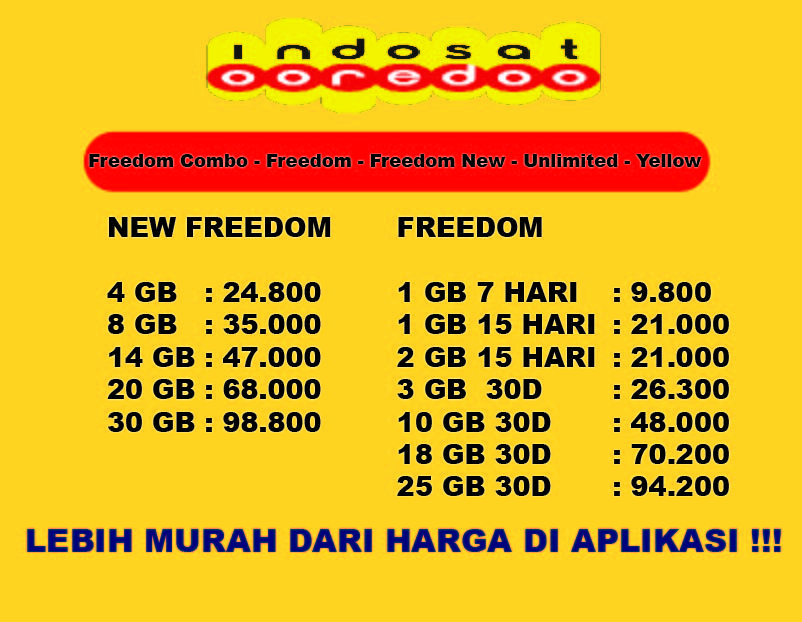 indosat
ooredoo
Freedom Combo - Freedom - Freedom New - Unlimited - Yellow
NEW FREEDOM
4 GB : 24.800
8 GB : 35.000
14 GB : 47.000
20 GB : 68.000
30 GB : 98.800
FREEDOM
1 GB 7 HARI : 9.800
1 GB 15 HARI : 21.000
2 GB 15 HARI : 21.000
3 GB 30D : 26.300
10 GB 30D : 48.000
18 GB 30D : 70.200
25 GB 30D : 94.200
LEBIH MURAH DARI HARGA DI APLIKASI !!!